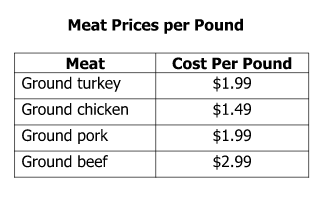 Meat Prices per Pound
Meat Cost Per Pound
Ground turkey $1.99
Ground chicken $1.49
Ground pork $1.99
Ground beef $2.99